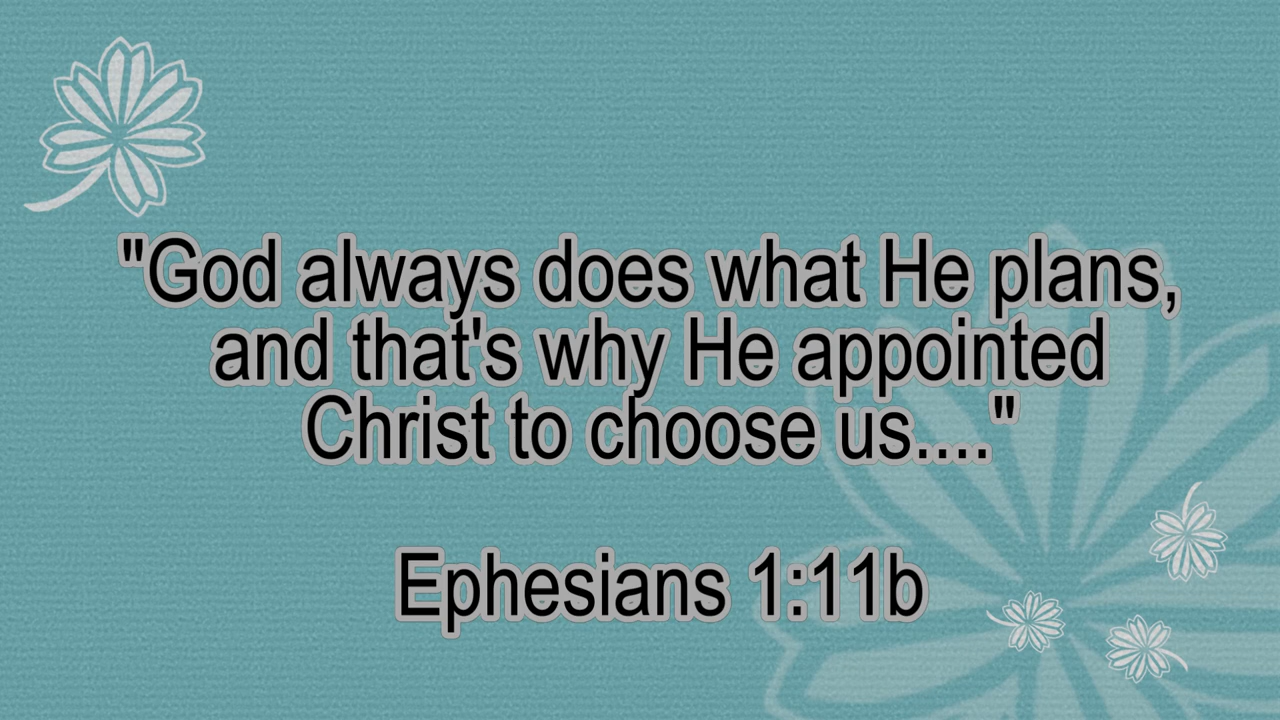 "God always does what He plans,
and that's why He appointed
Christ to choose us...."
Ephesians 1:11b